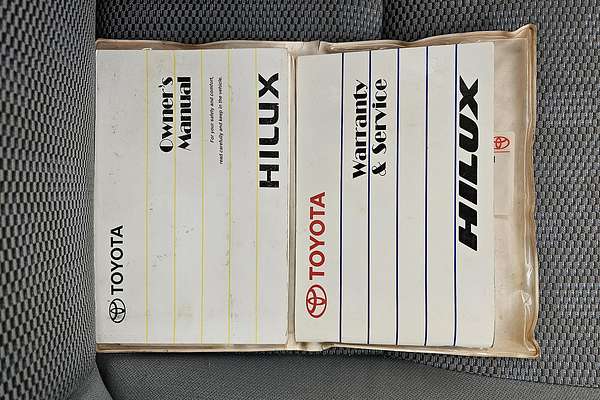 Owner's
Manual
For your safety and comfort,
read carefully and keep in the vehicle.
HILUX
TOYOTA
Warranty
& Service
HILUX
TOYOTA